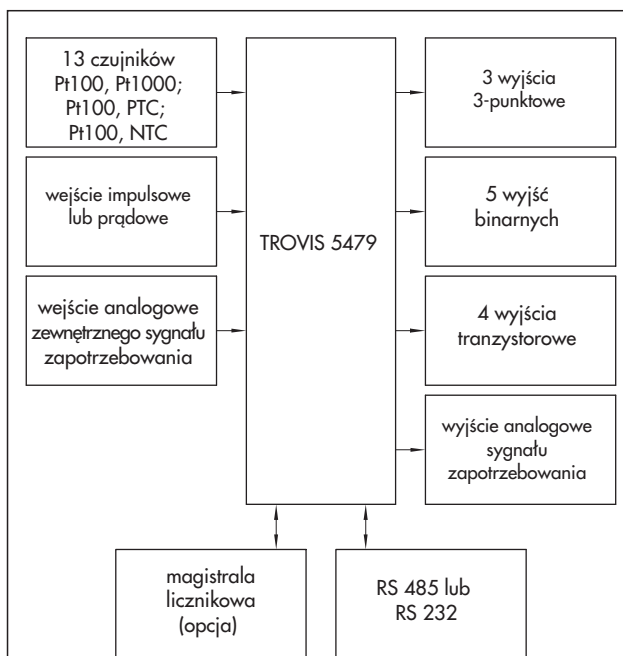 13 czujników
Pt100, Pt1000;
Pt100, PTC;
Pt100, NTC
wejście impulsowe
lub prądowe
wejście analogowe
zewnętrznego sygnału
zapotrzebowania
TROVIS 5479
3 wyjścia
3-punktowe
5 wyjść
binarnych
4 wyjścia
tranzystorowe
wyjście analogowe
sygnału
zapotrzebowania
magistrala
licznikowa
(opcja)
RS 485 lub
RS 232